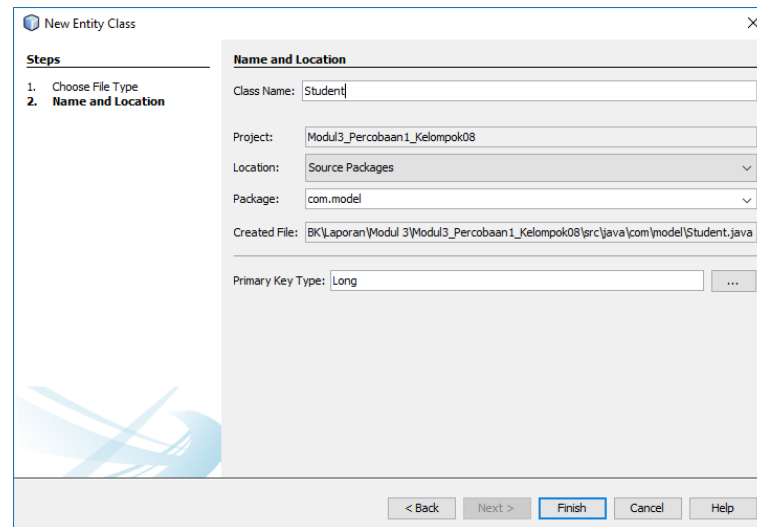 New Entity Class
Steps
1. Choose File Type
2. Name and Location
Name and Location
Class Name: Student
Project: Modul3_Percobaan1_Kelompok08
Location: Source Packages
Package: com.model
Created File: BK\Laporan\Modul 3\Modul3_Percobaan1_Kelompok08\src\java\com\model\Student.java
Primary Key Type: Long ...
< Back Next > Finish Cancel Help